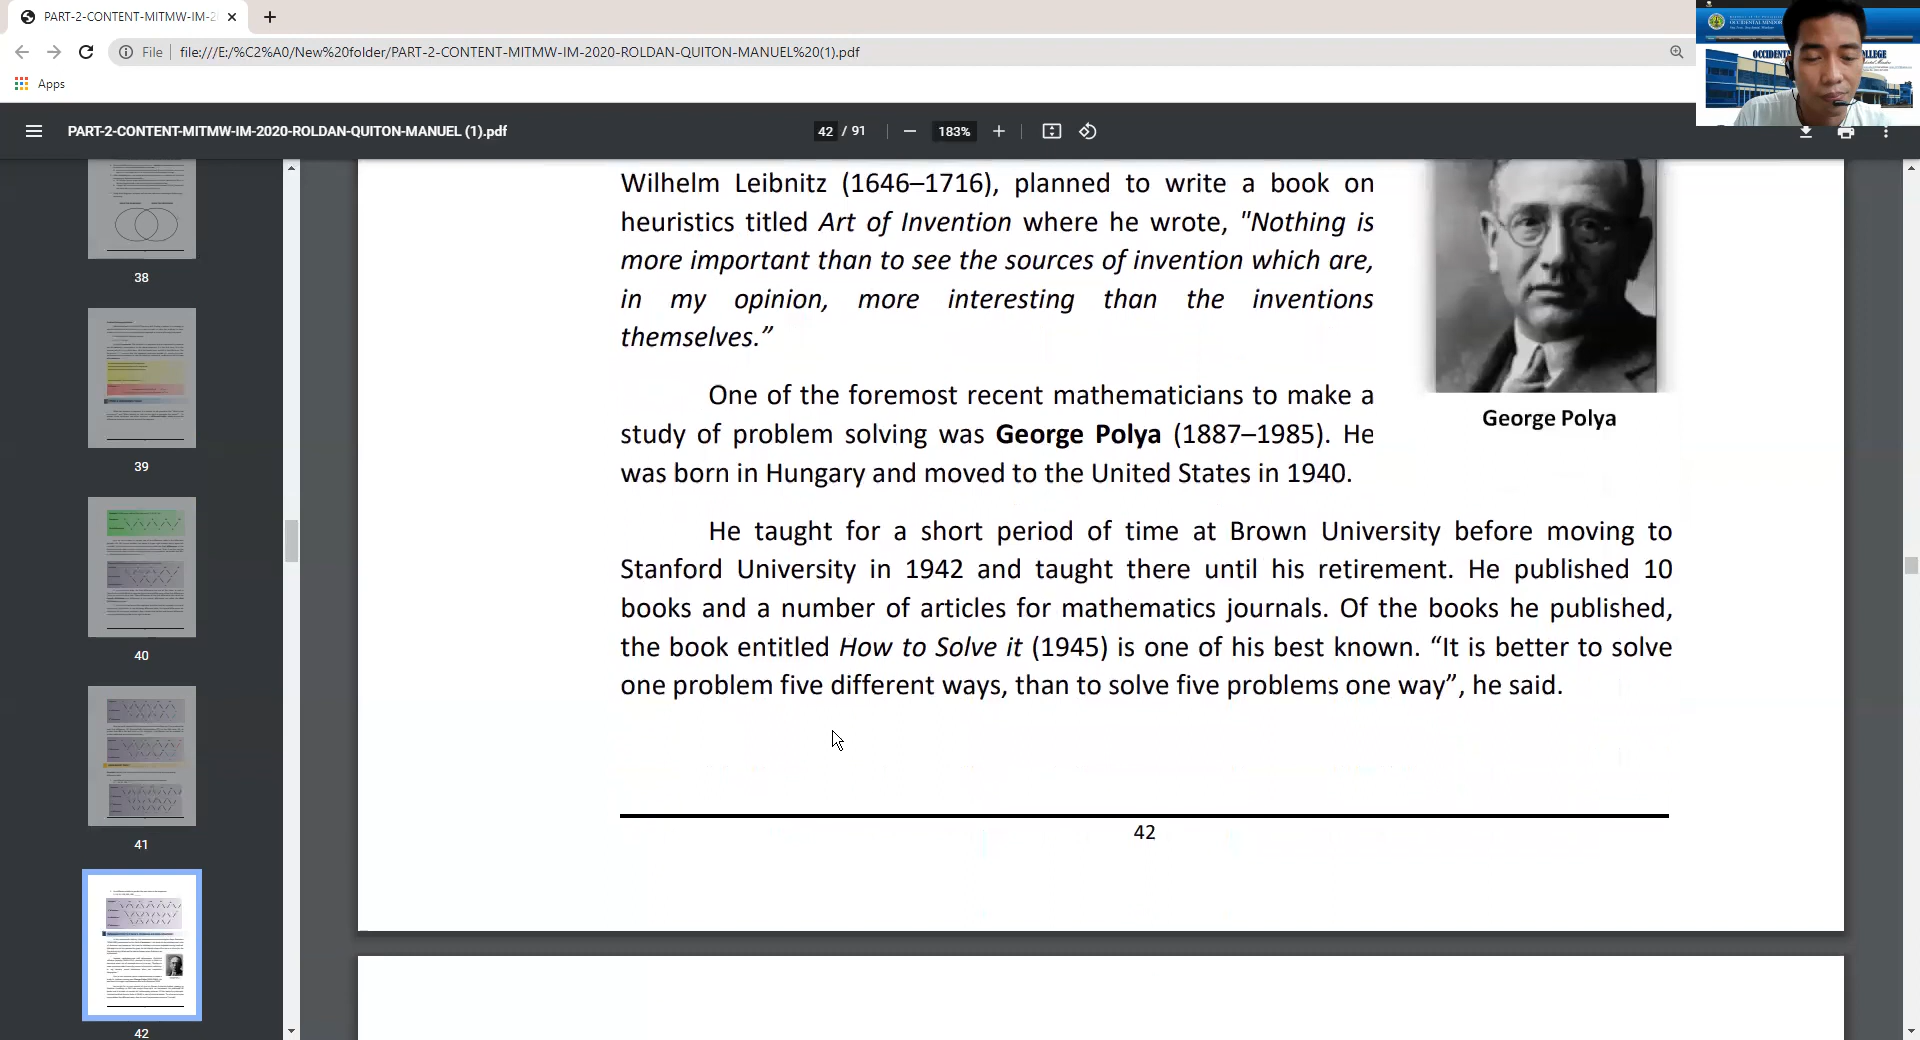 PART-2-CONTENT-MITMW-IM-2
File file:///E:/%C2%A0/New%20folder/PART-2-CONTENT-MITMW-IM-2020-ROLDAN-QUITON-MANUEL%20(1).pdf
Apps
PART-2-CONTENT-MITMW-IM-2020-ROLDAN-QUITON-MANUEL (1).pdf
42 / 91
183%
38
39
40
41
42
Wilhelm Leibnitz (1646–1716), planned to write a book on
heuristics titled Art of Invention where he wrote, "Nothing is
more important than to see the sources of invention which are,
in my opinion, more interesting than the inventions
themselves.”
George Polya
One of the foremost recent mathematicians to make a
study of problem solving was George Polya (1887–1985). He
was born in Hungary and moved to the United States in 1940.
He taught for a short period of time at Brown University before moving to
Stanford University in 1942 and taught there until his retirement. He published 10
books and a number of articles for mathematics journals. Of the books he published,
the book entitled How to Solve it (1945) is one of his best known. “It is better to solve
one problem five different ways, than to solve five problems one way”, he said.
42